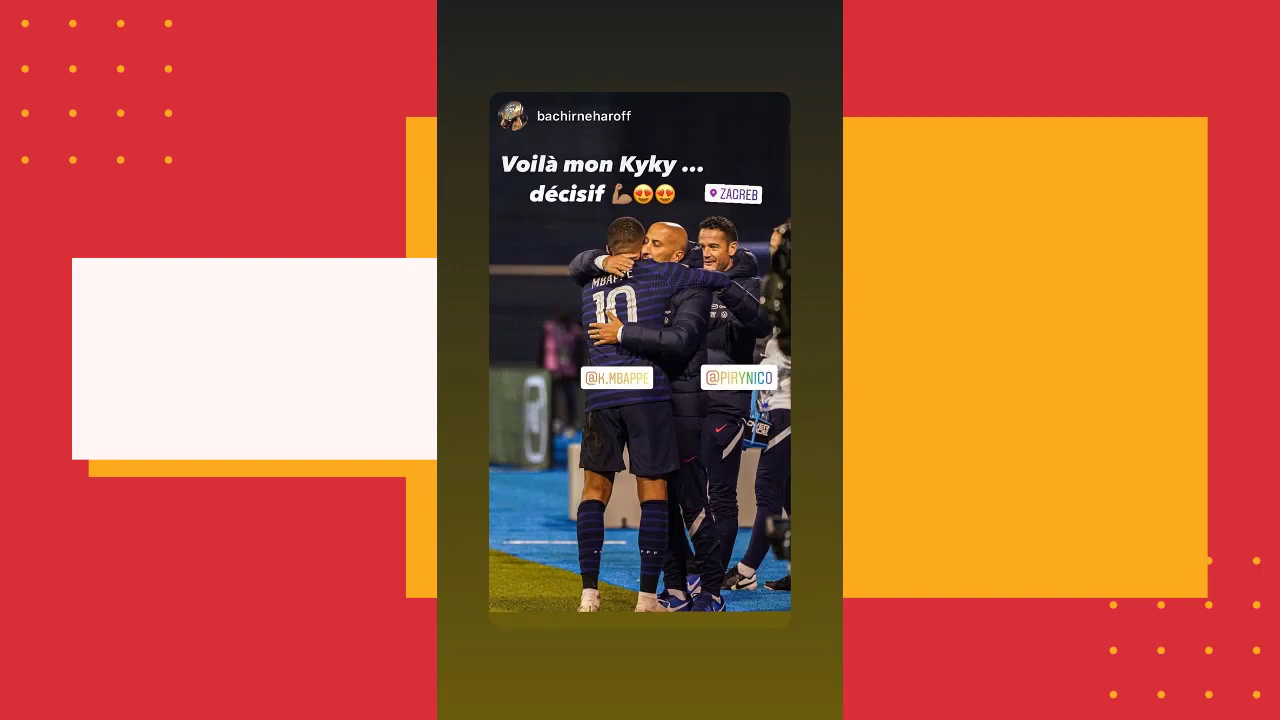 bachirneharoff
Voilà mon Kyky ...
décisif 💪🏽😍😍
ZAGREB
MBAPPE
10
@K.MBAPPE
@PIRYNICO